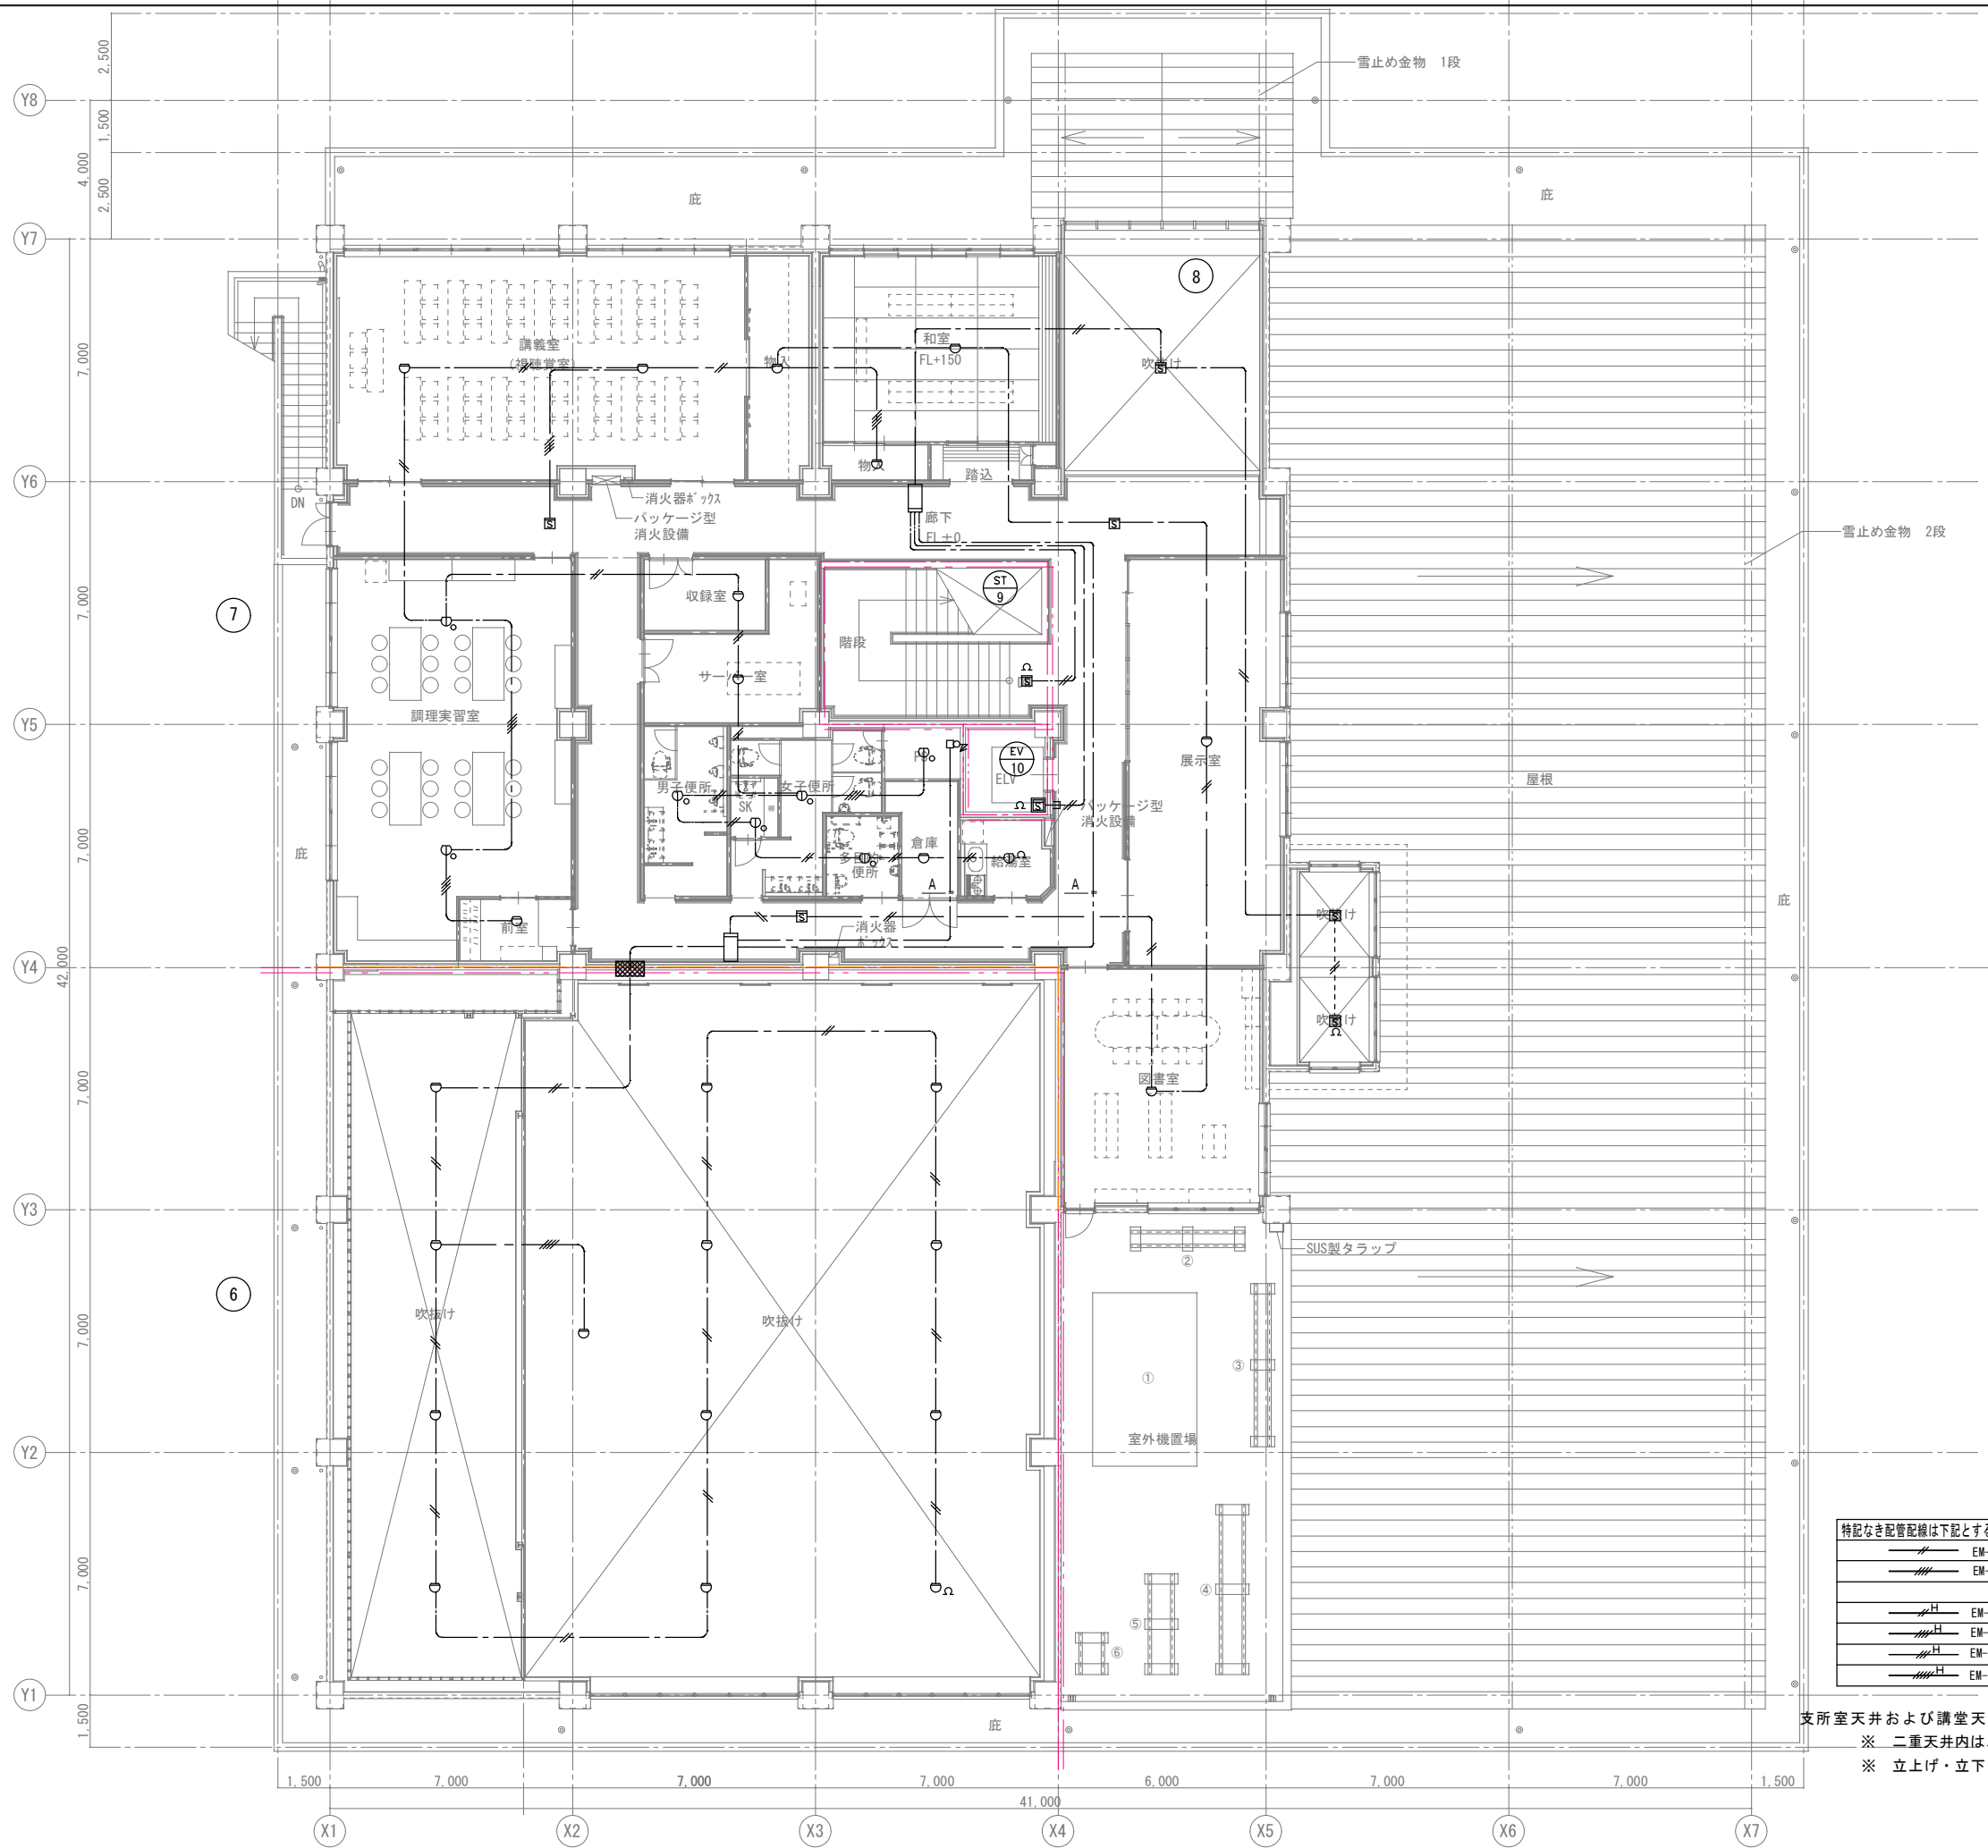 2,500
雪止め金物 1段
Y8
1,500
4,000
2,500
庇
庇
Y7
8
講義室
(視聴覚室)
物入
和室
FL+150
吹抜け
7,000
Y6
DN
物入
踏込
消火器ボックス
パッケージ型
消火設備
廊下
FL±0
雪止め金物 2段
7
7,000
収録室
ST
9
階段
サーバー室
調理実習室
Y5
男子便所
女子便所
SK
PS
EV
10
ELV
展示室
屋根
パッケージ型
消火設備
7,000
庇
多目的
便所
倉庫
給湯室
A
A
吹抜け
庇
前室
消火器
ボックス
Y4
42,000
吹抜け
7,000
図書室
Y3
SUS製タラップ
②
6
7,000
吹抜け
吹抜け
③
①
室外機置場
Y2
特記なき配管配線は下記とする
EM-
EM-
7,000
④
⑤
⑥
H EM-
H EM-
H EM-
H EM-
Y1
1,500
庇
支所室天井および講堂天
※ 二重天井内は
※ 立上げ・立下
1,500
7,000
7,000
7,000
6,000
7,000
7,000
1,500
41,000
X1
X2
X3
X4
X5
X6
X7